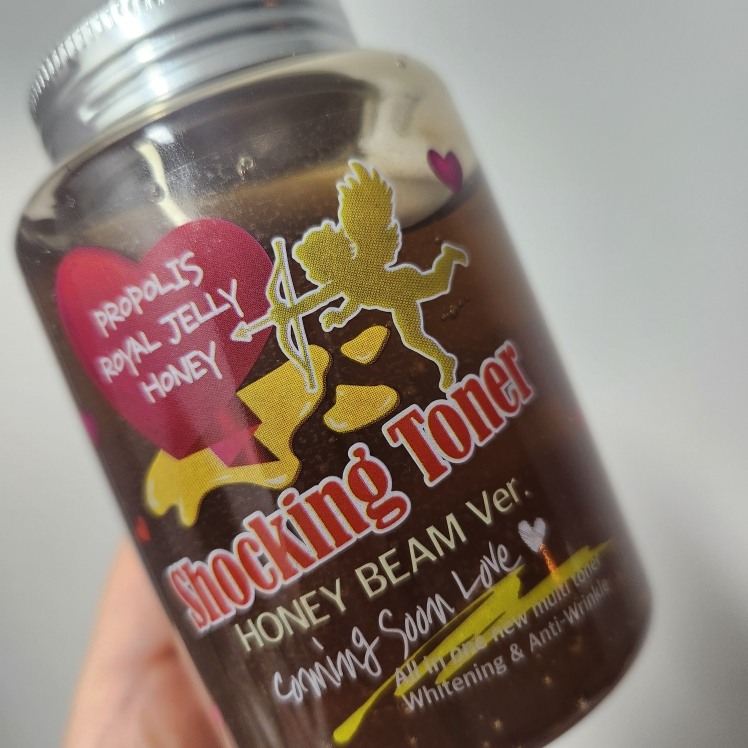 PROPOLIS
ROYAL JELLY
HONEY
Shocking Toner
HONEY BEAM Ver.
Coming Soon Love
All in one new multi toner
Whitening & Anti-Wrinkle